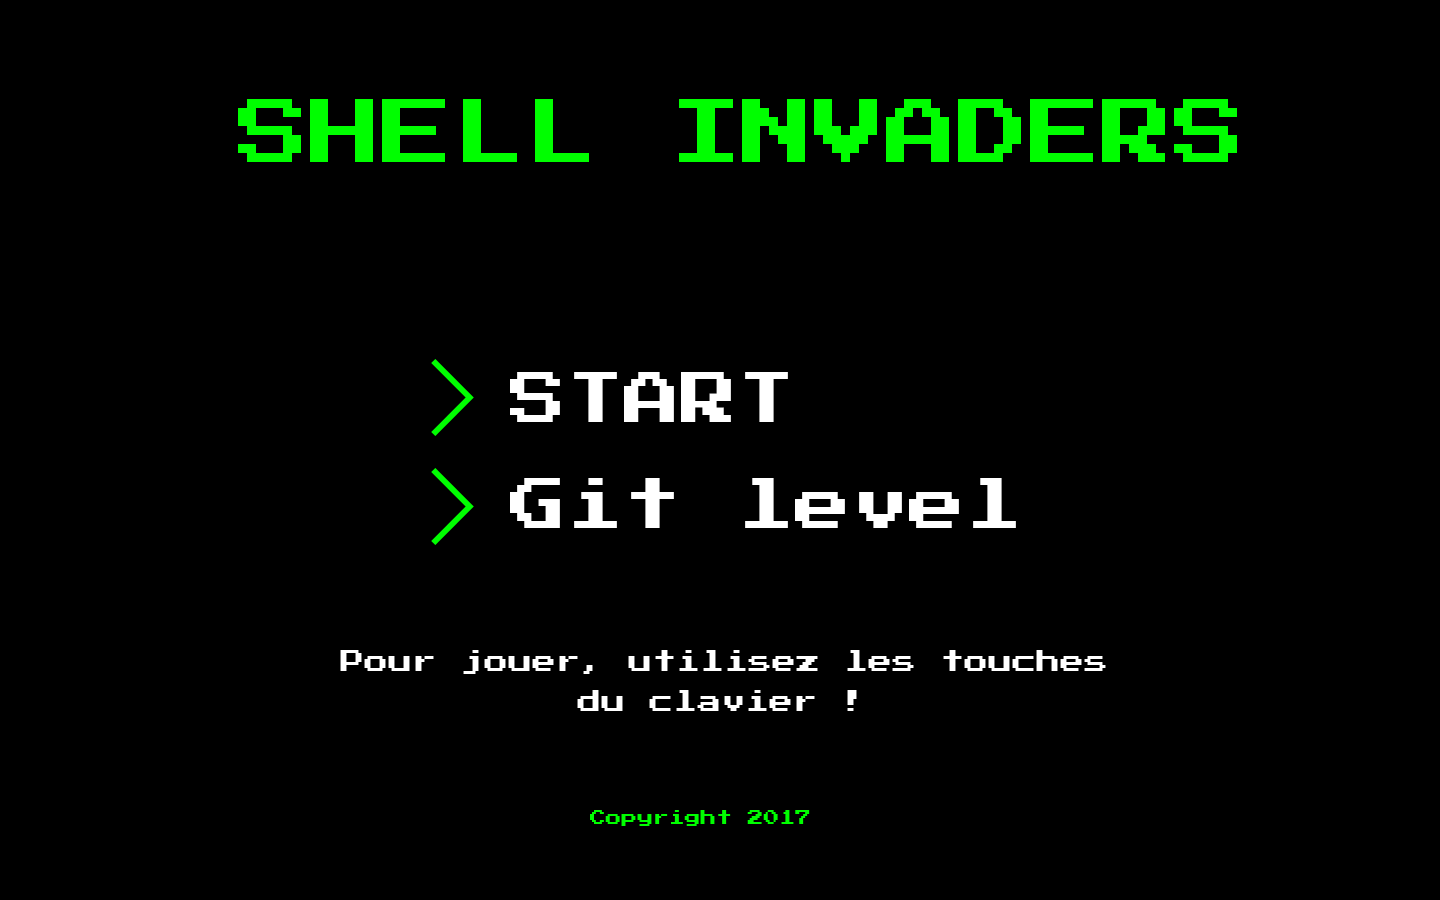 SHELL INVADERS
START
Git level
Pour jouer, utilisez les touches
du clavier !
Copyright 2017